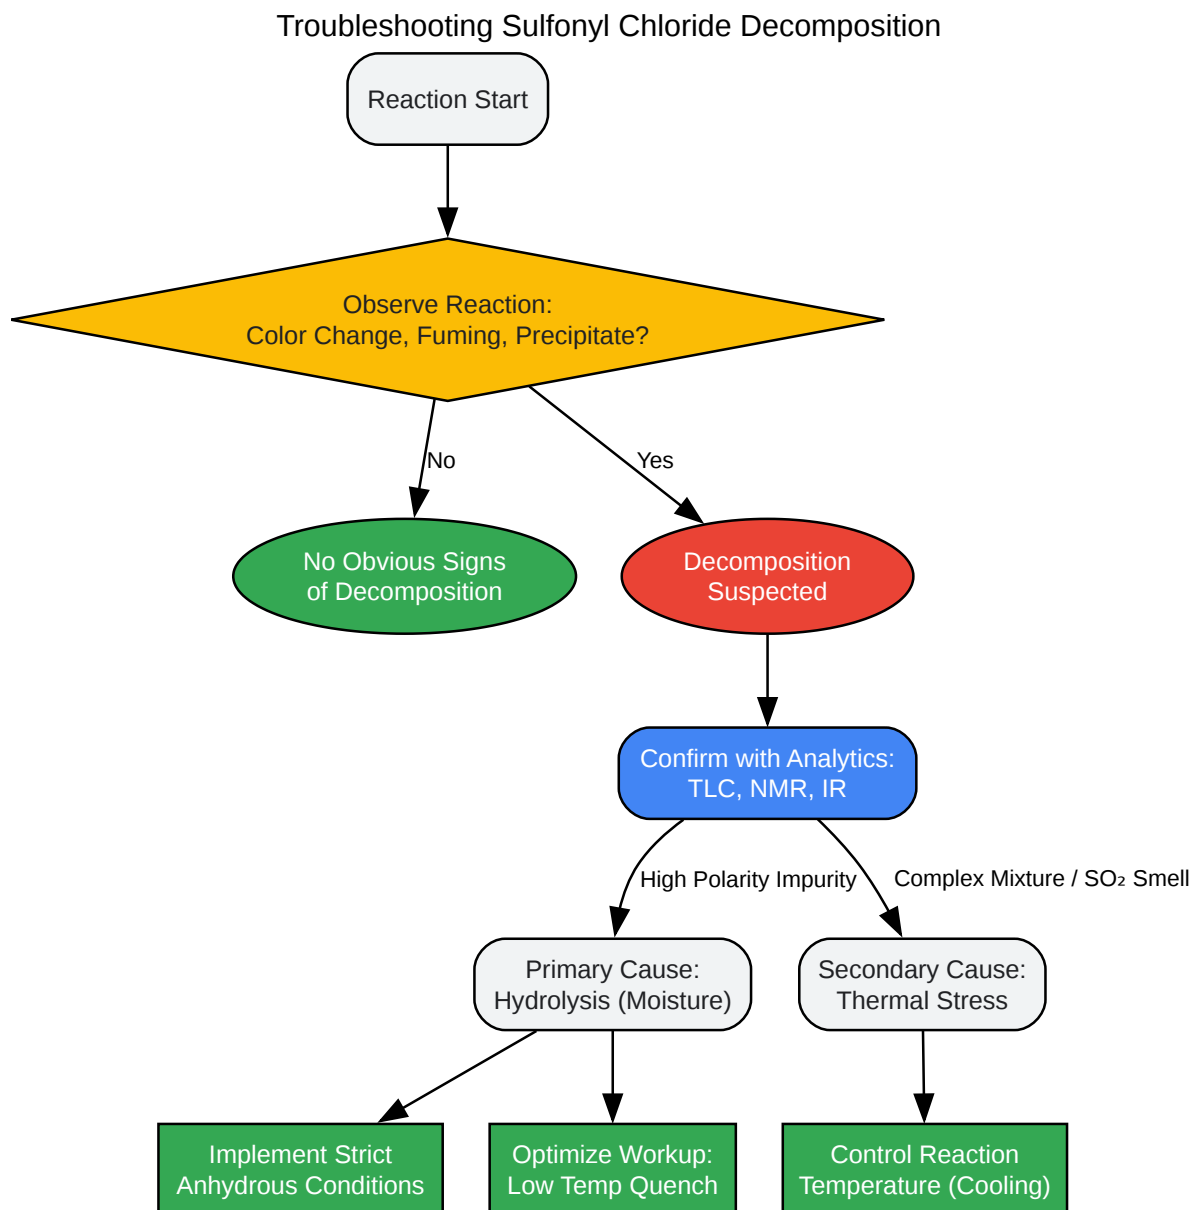 Troubleshooting Sulfonyl Chloride Decomposition
Reaction Start
Observe Reaction:
Color Change, Fuming, Precipitate?
No
Yes
No Obvious Signs
of Decomposition
Decomposition
Suspected
Confirm with Analytics:
TLC, NMR, IR
High Polarity Impurity
Complex Mixture / SO₂ Smell
Primary Cause:
Hydrolysis (Moisture)
Secondary Cause:
Thermal Stress
Implement Strict
Anhydrous Conditions
Optimize Workup:
Low Temp Quench
Control Reaction
Temperature (Cooling)